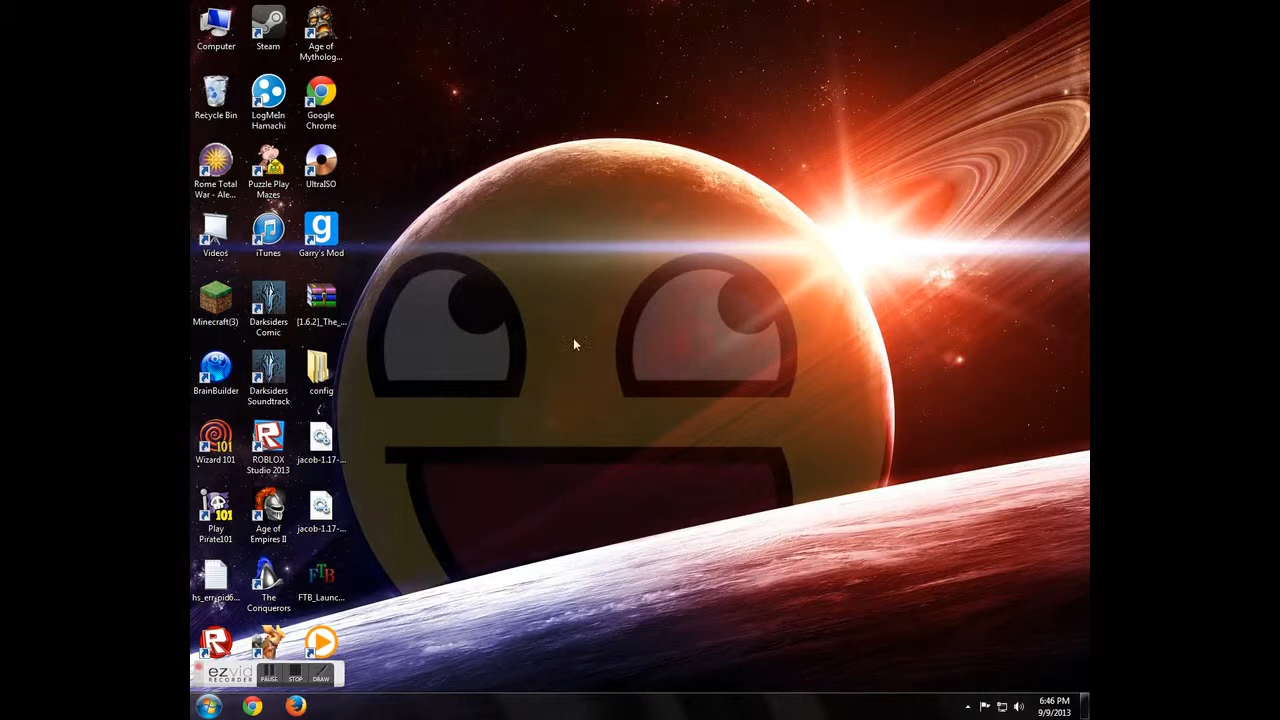 Computer
Steam
Age of
Mytholog...
Recycle Bin
LogMeIn
Hamachi
Google
Chrome
Rome Total
War - Ale...
Puzzle Play
Mazes
UltraISO
Videos
iTunes
Garry's Mod
Minecraft(3)
Darksiders
Comic
[1.6.2]_The_...
BrainBuilder
Darksiders
Soundtrack
config
Wizard 101
ROBLOX
Studio 2013
jacob-1.17-...
Play
Pirate101
Age of
Empires II
jacob-1.17-...
hs_err_pid6...
The
Conquerors
FTB_Launc...
ezvid
RECORDER
PAUSE
STOP
DRAW
6:46 PM
9/9/2013